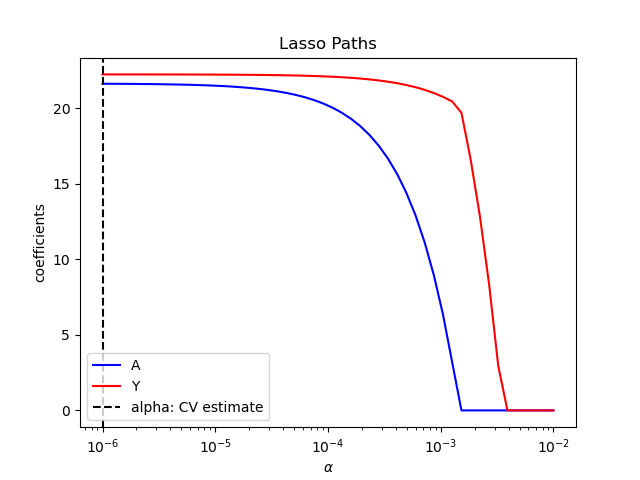 Lasso Paths
coefficients
20
15
10
5
0
A
Y
alpha: CV estimate
10⁻⁶
10⁻⁵
10⁻⁴
10⁻³
10⁻²
α